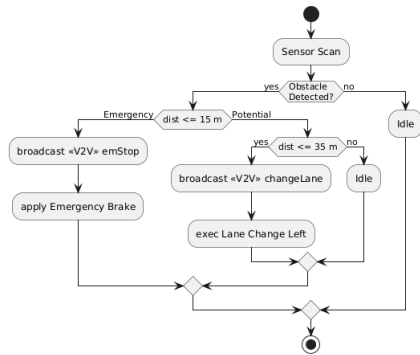 Sensor Scan
yes
Obstacle
Detected?
no
Emergency
dist <= 15 m
Potential
Idle
broadcast «V2V» emStop
yes
dist <= 35 m
no
broadcast «V2V» changeLane
Idle
apply Emergency Brake
exec Lane Change Left